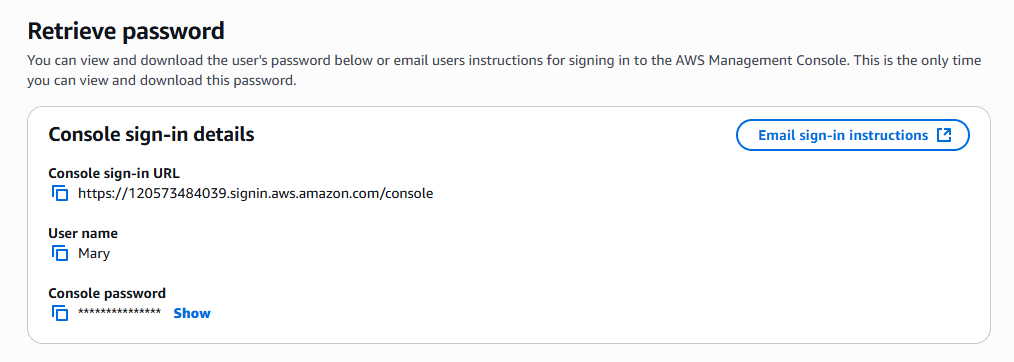 Retrieve password
You can view and download the user's password below or email users instructions for signing in to the AWS Management Console. This is the only time
you can view and download this password.
Console sign-in details
Email sign-in instructions
Console sign-in URL
https://120573484039.signin.aws.amazon.com/console
User name
Mary
Console password
*************** Show